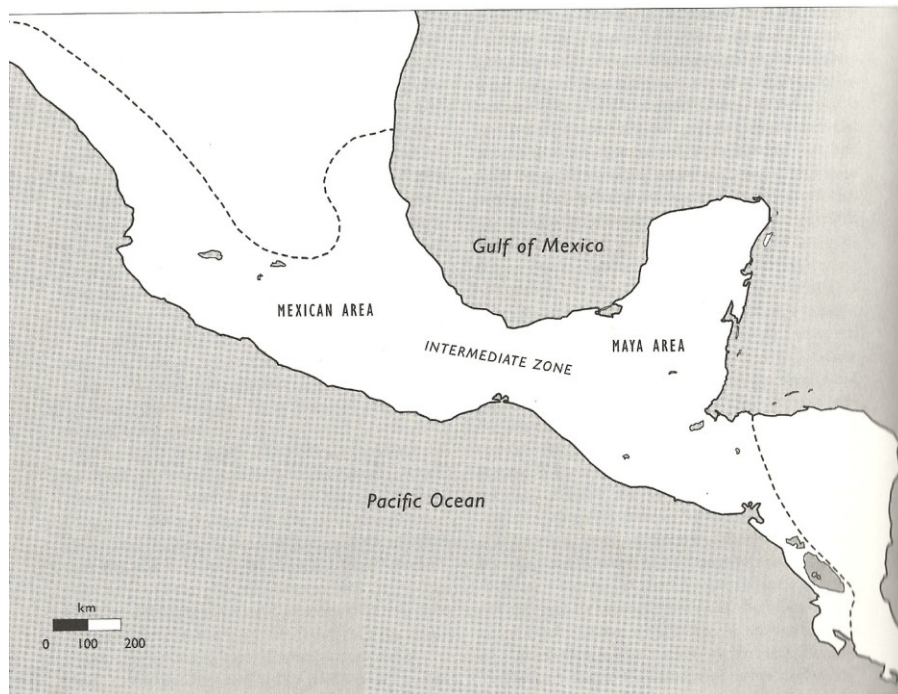 Gulf of Mexico
MEXICAN AREA
INTERMEDIATE ZONE
MAYA AREA
Pacific Ocean
km
0 100 200